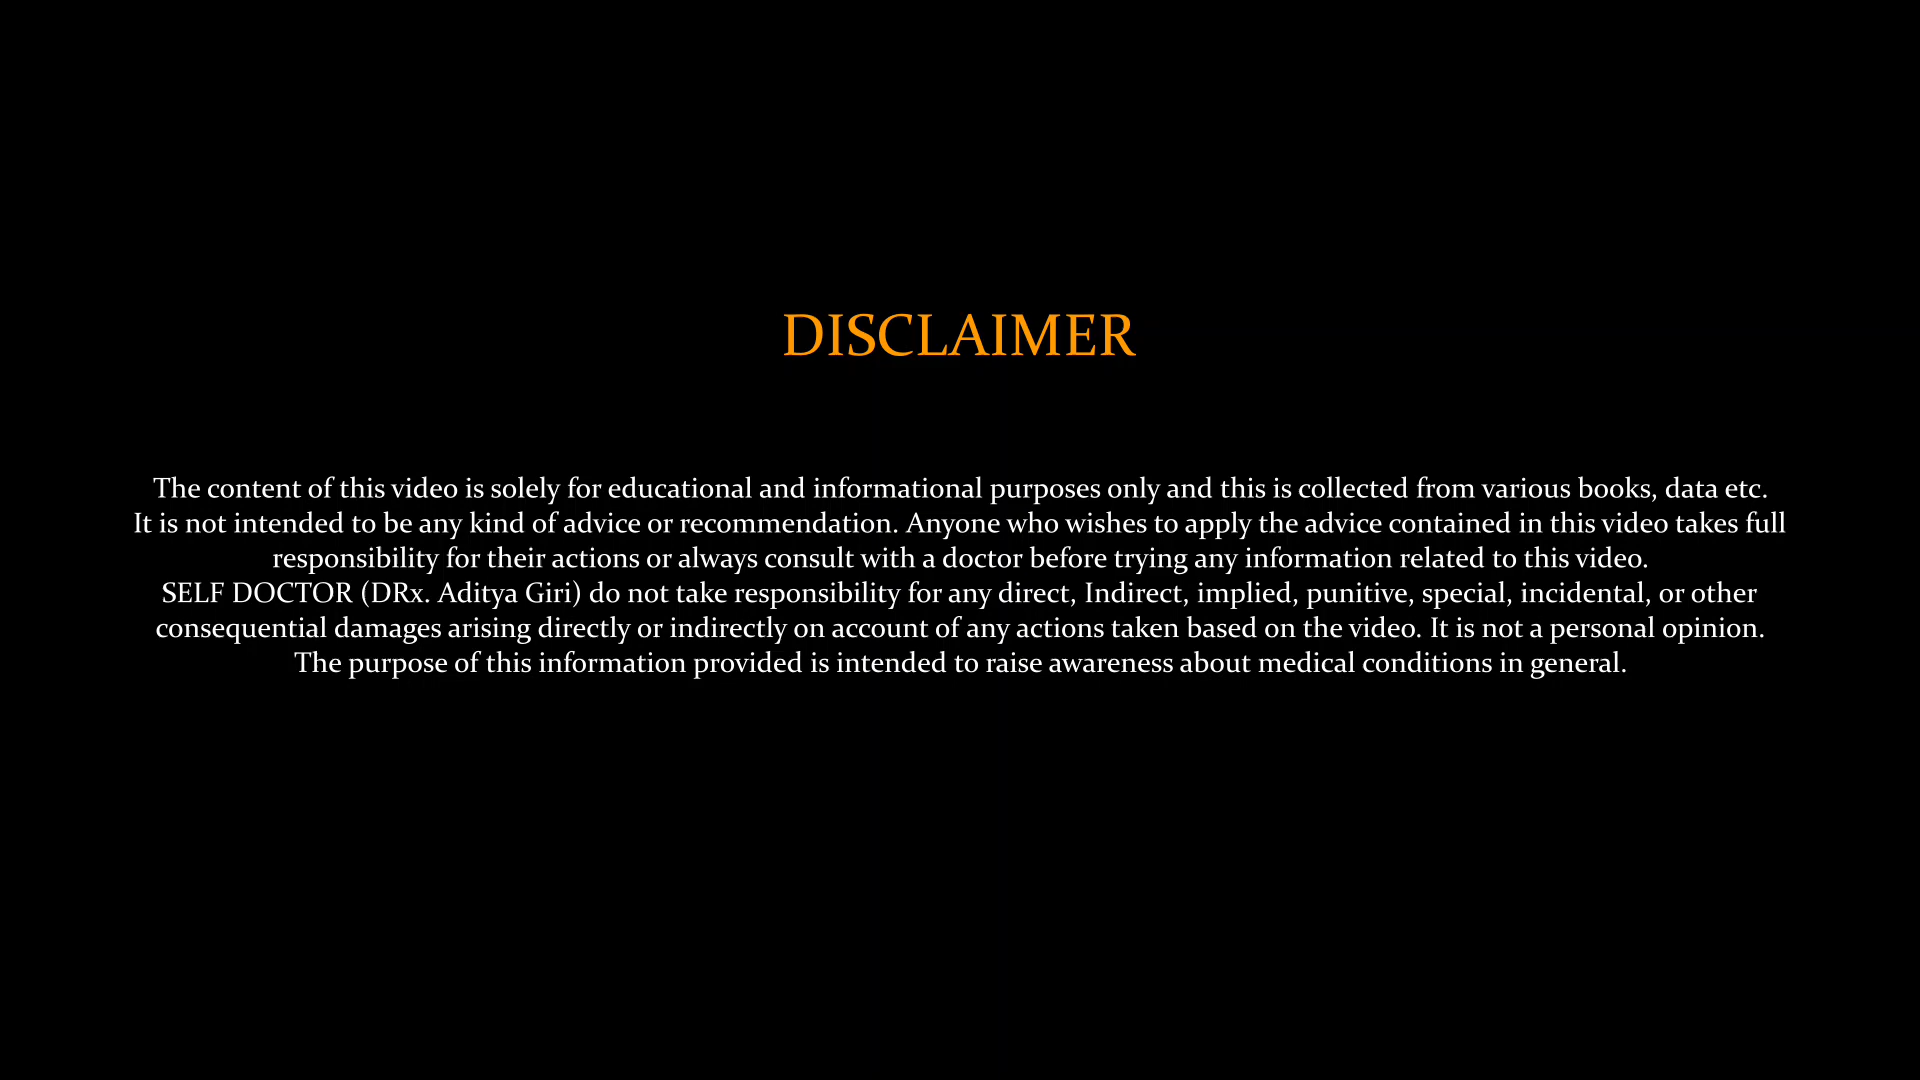 DISCLAIMER
The content of this video is solely for educational and informational purposes only and this is collected from various books, data etc.
It is not intended to be any kind of advice or recommendation. Anyone who wishes to apply the advice contained in this video takes full
responsibility for their actions or always consult with a doctor before trying any information related to this video.
SELF DOCTOR (DRx. Aditya Giri) do not take responsibility for any direct, Indirect, implied, punitive, special, incidental, or other
consequential damages arising directly or indirectly on account of any actions taken based on the video. It is not a personal opinion.
The purpose of this information provided is intended to raise awareness about medical conditions in general.